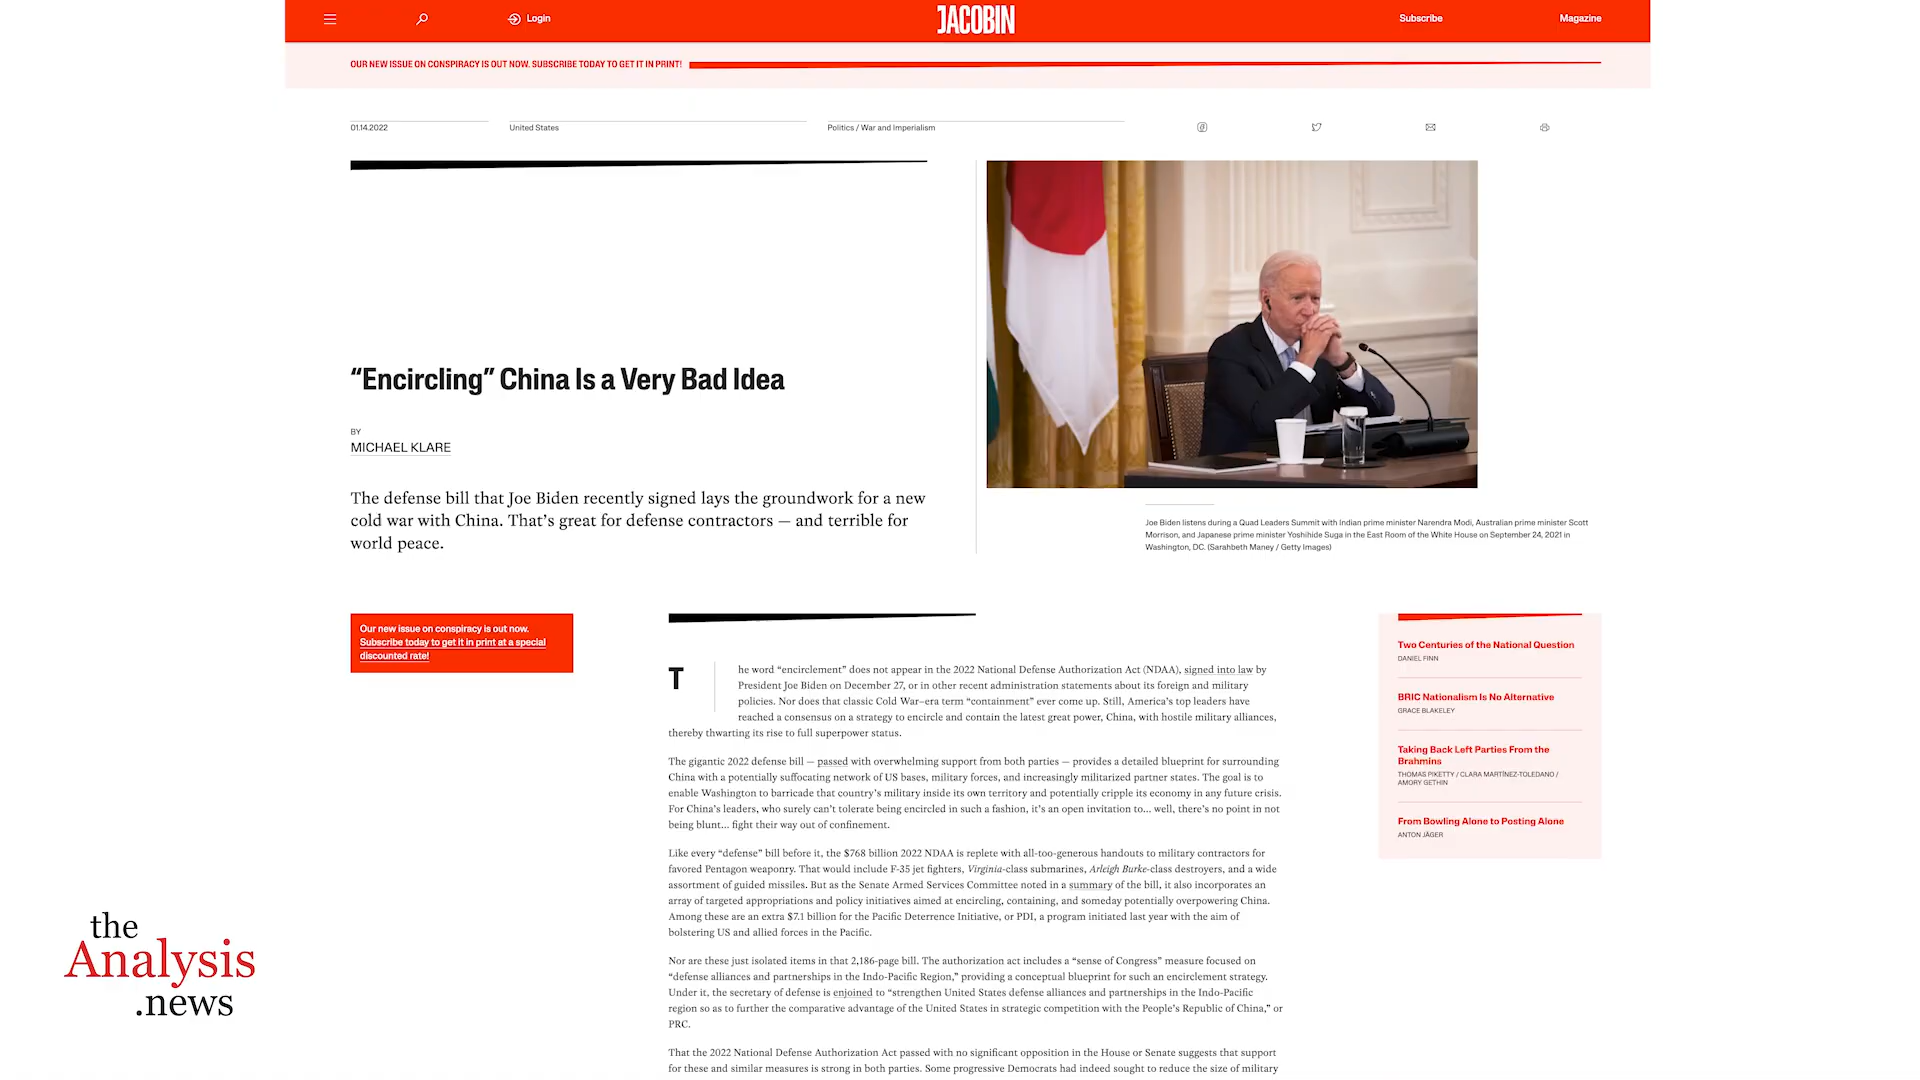 Login
JACOBIN
Subscribe
Magazine
OUR NEW ISSUE ON CONSPIRACY IS OUT NOW. SUBSCRIBE TODAY TO GET IT IN PRINT!
01.14.2022
United States
Politics / War and Imperialism
“Encircling” China Is a Very Bad Idea
BY
MICHAEL KLARE
The defense bill that Joe Biden recently signed lays the groundwork for a new
cold war with China. That’s great for defense contractors — and terrible for
world peace.
Joe Biden listens during a Quad Leaders Summit with Indian prime minister Narendra Modi, Australian prime minister Scott
Morrison, and Japanese prime minister Yoshihide Suga in the East Room of the White House on September 24, 2021 in
Washington, DC. (Sarahbeth Maney / Getty Images)
Our new issue on conspiracy is out now.
Subscribe today to get it in print at a special
discounted rate!
The word “encirclement” does not appear in the 2022 National Defense Authorization Act (NDAA), signed into law by
President Joe Biden on December 27, or in other recent administration statements about its foreign and military
policies. Nor does that classic Cold War–era term “containment” ever come up. Still, America’s top leaders have
reached a consensus on a strategy to encircle and contain the latest great power, China, with hostile military alliances,
thereby thwarting its rise to full superpower status.
The gigantic 2022 defense bill — passed with overwhelming support from both parties — provides a detailed blueprint for surrounding
China with a potentially suffocating network of US bases, military forces, and increasingly militarized partner states. The goal is to
enable Washington to barricade that country’s military inside its own territory and potentially cripple its economy in any future crisis.
For China’s leaders, who surely can’t tolerate being encircled in such a fashion, it’s an open invitation to... well, there’s no point in not
being blunt... fight their way out of confinement.
Like every “defense” bill before it, the $768 billion 2022 NDAA is replete with all-too-generous handouts to military contractors for
favored Pentagon weaponry. That would include F-35 jet fighters, Virginia-class submarines, Arleigh Burke-class destroyers, and a wide
assortment of guided missiles. But as the Senate Armed Services Committee noted in a summary of the bill, it also incorporates an
array of targeted appropriations and policy initiatives aimed at encircling, containing, and someday potentially overpowering China.
Among these are an extra $7.1 billion for the Pacific Deterrence Initiative, or PDI, a program initiated last year with the aim of
bolstering US and allied forces in the Pacific.
Nor are these just isolated items in that 2,186-page bill. The authorization act includes a “sense of Congress” measure focused on
“defense alliances and partnerships in the Indo-Pacific Region,” providing a conceptual blueprint for such an encirclement strategy.
Under it, the secretary of defense is enjoined to “strengthen United States defense alliances and partnerships in the Indo-Pacific
region so as to further the comparative advantage of the United States in strategic competition with the People’s Republic of China,” or
PRC.
That the 2022 National Defense Authorization Act passed with no significant opposition in the House or Senate suggests that support
for these and similar measures is strong in both parties. Some progressive Democrats had indeed sought to reduce the size of military
Two Centuries of the National Question
DANIEL FINN
BRIC Nationalism Is No Alternative
GRACE BLAKELEY
Taking Back Left Parties From the
Brahmins
THOMAS PIKETTY / CLARA MARTÍNEZ-TOLEDANO /
AMORY GETHIN
From Bowling Alone to Posting Alone
ANTON JÄGER
the
Analysis
.news